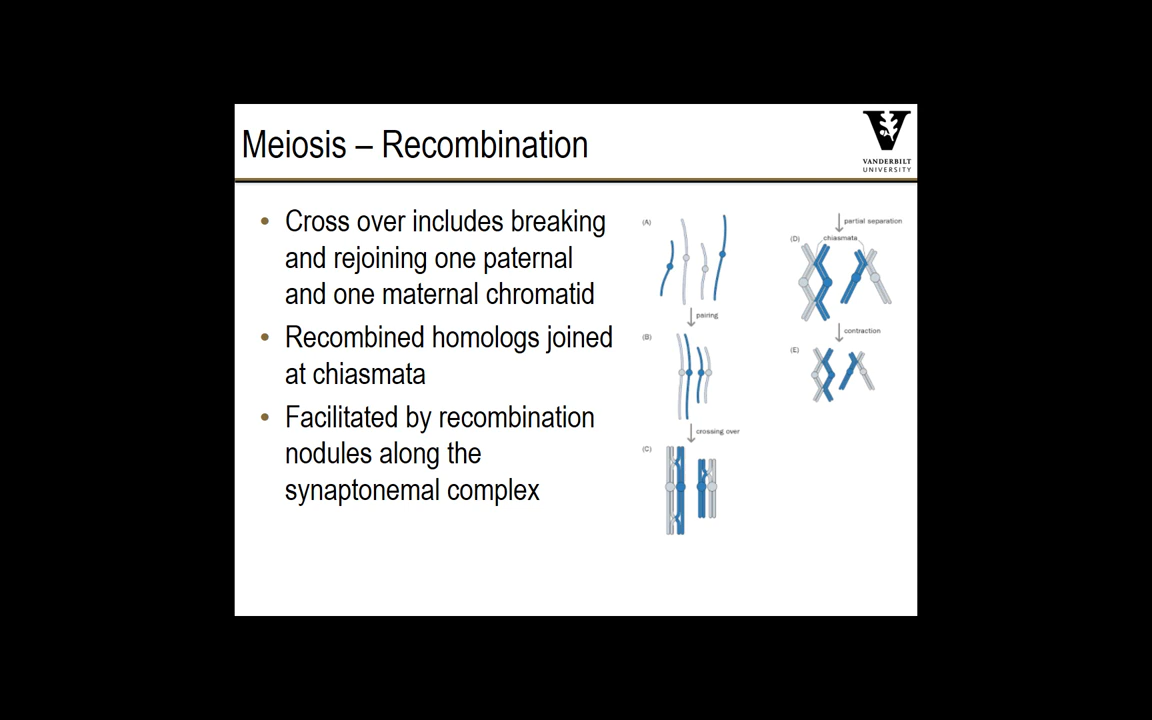 Meiosis – Recombination
VANDERBILT
UNIVERSITY
• Cross over includes breaking
and rejoining one paternal
and one maternal chromatid
• Recombined homologs joined
at chiasmata
• Facilitated by recombination
nodules along the
synaptonemal complex
(A)
pairing
(B)
crossing over
(C)
partial separation
(D)
chiasmata
contraction
(E)